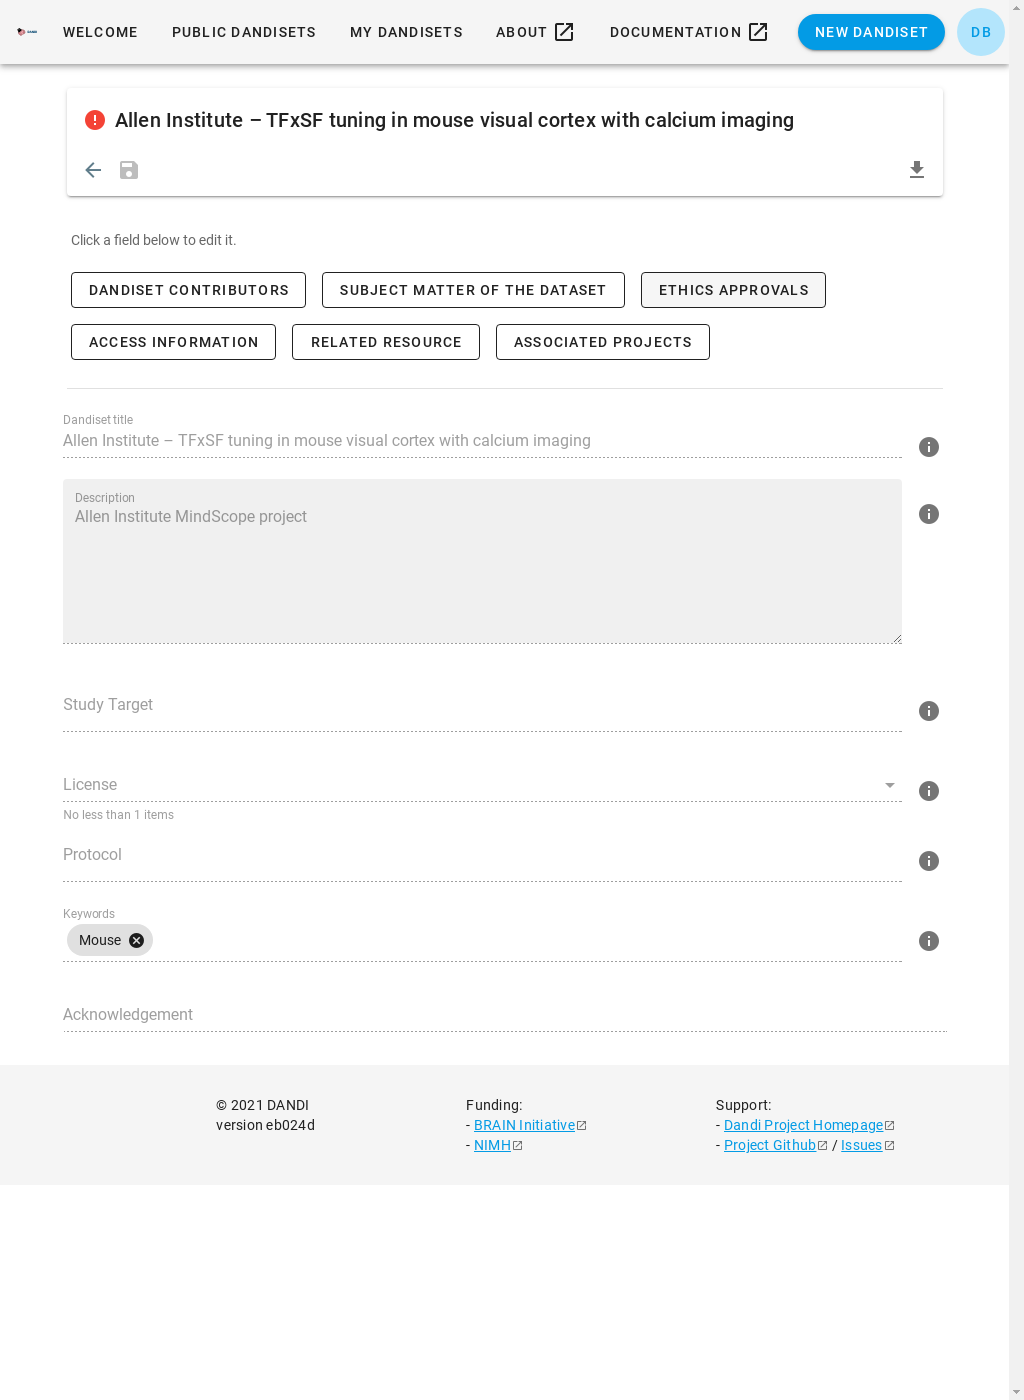 WELCOME PUBLIC DANDISETS MY DANDISETS ABOUT DOCUMENTATION NEW DANDISET DB
Allen Institute – TFxSF tuning in mouse visual cortex with calcium imaging
Click a field below to edit it.
DANDISET CONTRIBUTORS SUBJECT MATTER OF THE DATASET ETHICS APPROVALS
ACCESS INFORMATION RELATED RESOURCE ASSOCIATED PROJECTS
Dandiset title
Allen Institute – TFxSF tuning in mouse visual cortex with calcium imaging
Description
Allen Institute MindScope project
Study Target
License
No less than 1 items
Protocol
Keywords
Mouse
Acknowledgement
© 2021 DANDI
version eb024d
Funding:
- BRAIN Initiative
- NIMH
Support:
- Dandi Project Homepage
- Project Github / Issues